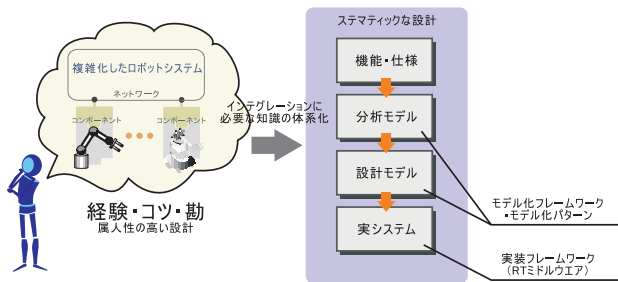 複雑化したロボットシステム
ネットワーク
コンポーネント
コンポーネント
経験・コツ・勘
属人性の高い設計
インテグレーションに
必要な知識の体系化
ステマティックな設計
機能・仕様
分析モデル
設計モデル
実システム
モデル化フレームワーク
・モデル化パターン
実装フレームワーク
(RTミドルウエア)